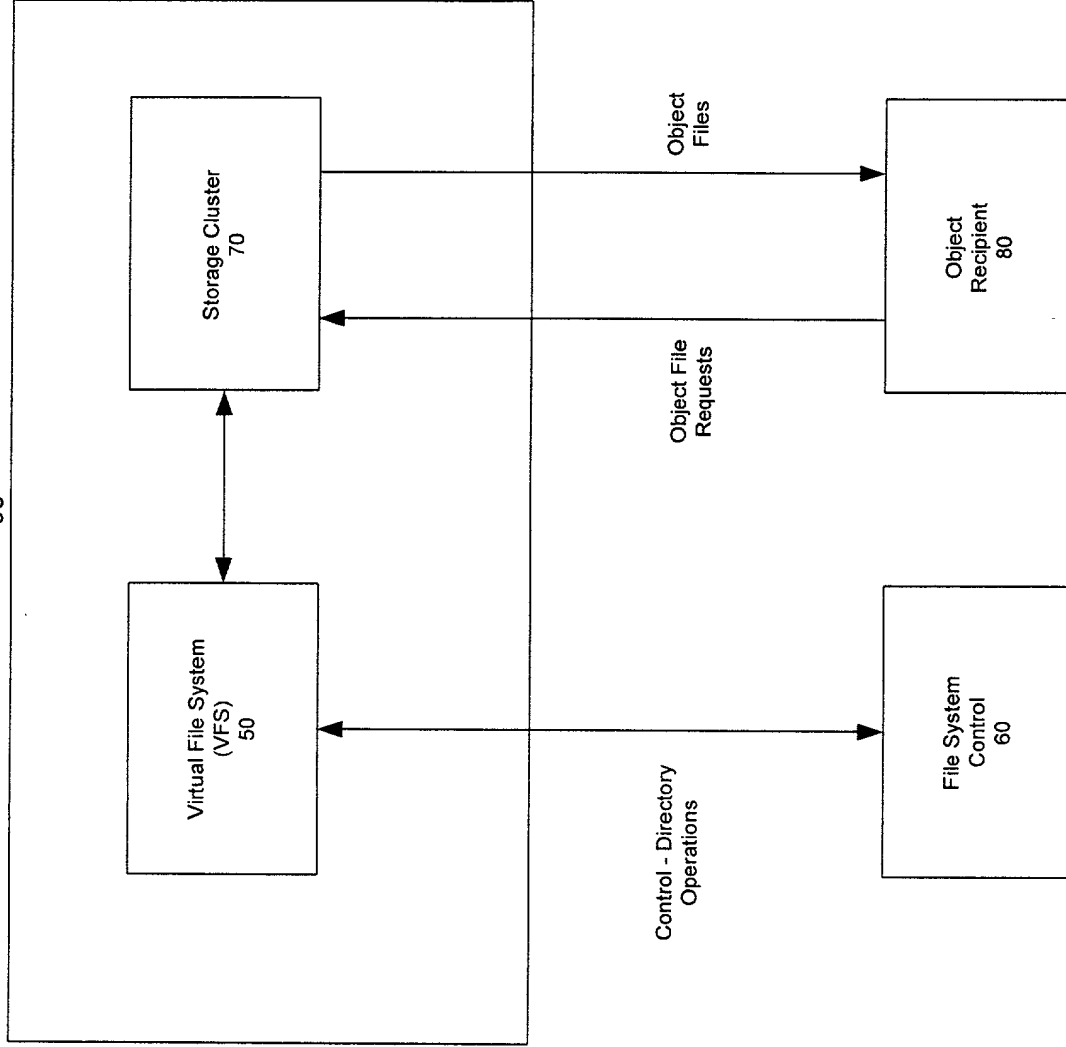 Storage Cluster
70
Object
Files
Object
Recipient
80
Object File
Requests
Virtual File System
(VFS)
50
Control - Directory
Operations
File System
Control
60